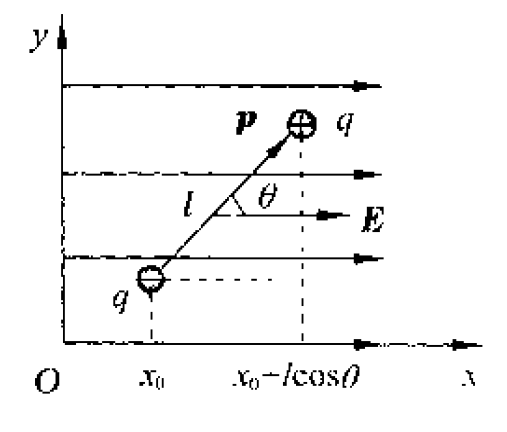 y
p
q
l
θ
E
q
O
x₀
x₀+lcosθ
x